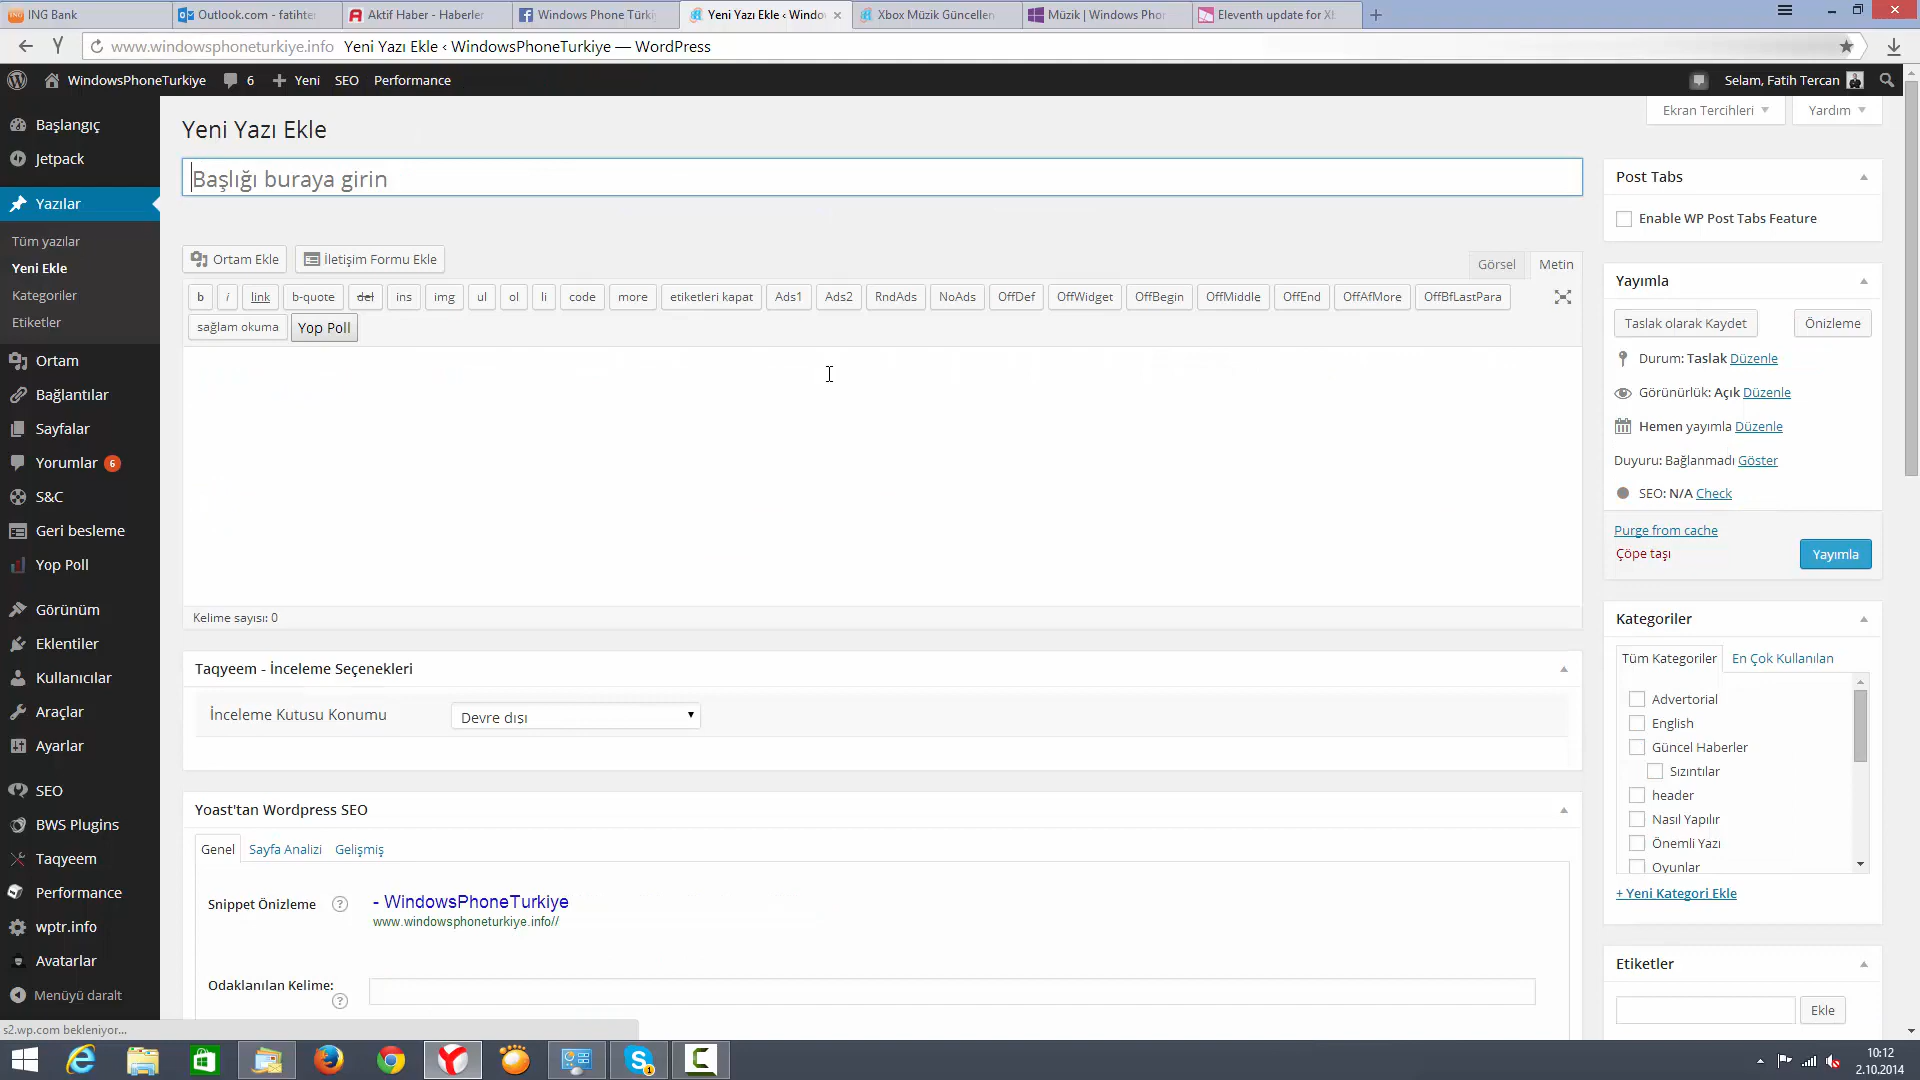 ING Bank
Outlook.com - fatihter
Aktif Haber - Haberler
Windows Phone Türki
Yeni Yazı Ekle ‹ Windo
Xbox Müzik Güncellen
Müzik | Windows Pho
Eleventh update for XI
www.windowsphoneturkiye.info Yeni Yazı Ekle ‹ WindowsPhoneTurkiye — WordPress
WindowsPhoneTurkiye 6 Yeni SEO Performance
Selam, Fatih Tercan
Ekran Tercihleri
Yardım
Başlangıç
Jetpack
Yazılar
Tüm yazılar
Yeni Ekle
Kategoriler
Etiketler
Ortam
Bağlantılar
Sayfalar
Yorumlar 6
S&C
Geri besleme
Yop Poll
Görünüm
Eklentiler
Kullanıcılar
Araçlar
Ayarlar
SEO
BWS Plugins
Taqyeem
Performance
wptr.info
Avatarlar
Menüyü daralt
s2.wp.com bekleniyor...
Yeni Yazı Ekle
Başlığı buraya girin
Ortam Ekle İletişim Formu Ekle
Görsel Metin
b i link b-quote del ins img ul ol li code more etiketleri kapat Ads1 Ads2 RndAds NoAds OffDef OffWidget OffBegin OffMiddle OffEnd OffAfMore OffBfLastPara
sağlam okuma Yop Poll
Kelime sayısı: 0
Taqyeem - İnceleme Seçenekleri
İnceleme Kutusu Konumu Devre dışı
Yoast'tan Wordpress SEO
Genel Sayfa Analizi Gelişmiş
Snippet Önizleme ? - WindowsPhoneTurkiye
www.windowsphoneturkiye.info//
Odaklanılan Kelime:
?
Post Tabs
Enable WP Post Tabs Feature
Yayımla
Taslak olarak Kaydet Önizleme
Durum: Taslak Düzenle
Görünürlük: Açık Düzenle
Hemen yayımla Düzenle
Duyuru: Bağlanmadı Göster
SEO: N/A Check
Purge from cache
Çöpe taşı Yayımla
Kategoriler
Tüm Kategoriler En Çok Kullanılan
Advertorial
English
Güncel Haberler
Sızıntılar
header
Nasıl Yapılır
Önemli Yazı
Oyunlar
+ Yeni Kategori Ekle
Etiketler
Ekle
10:12
2.10.2014